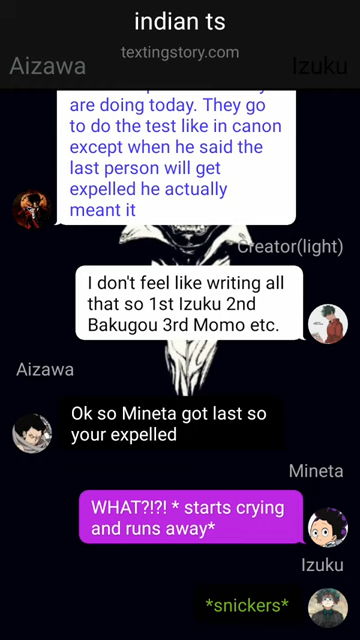 indian ts
textingstory.com
Aizawa
Izuku
are doing today. They go
to do the test like in canon
except when he said the
last person will get
expelled he actually
meant it
Creator(light)
I don't feel like writing all
that so 1st Izuku 2nd
Bakugou 3rd Momo etc.
Aizawa
Ok so Mineta got last so
your expelled
Mineta
WHAT?!?! * starts crying
and runs away*
Izuku
*snickers*